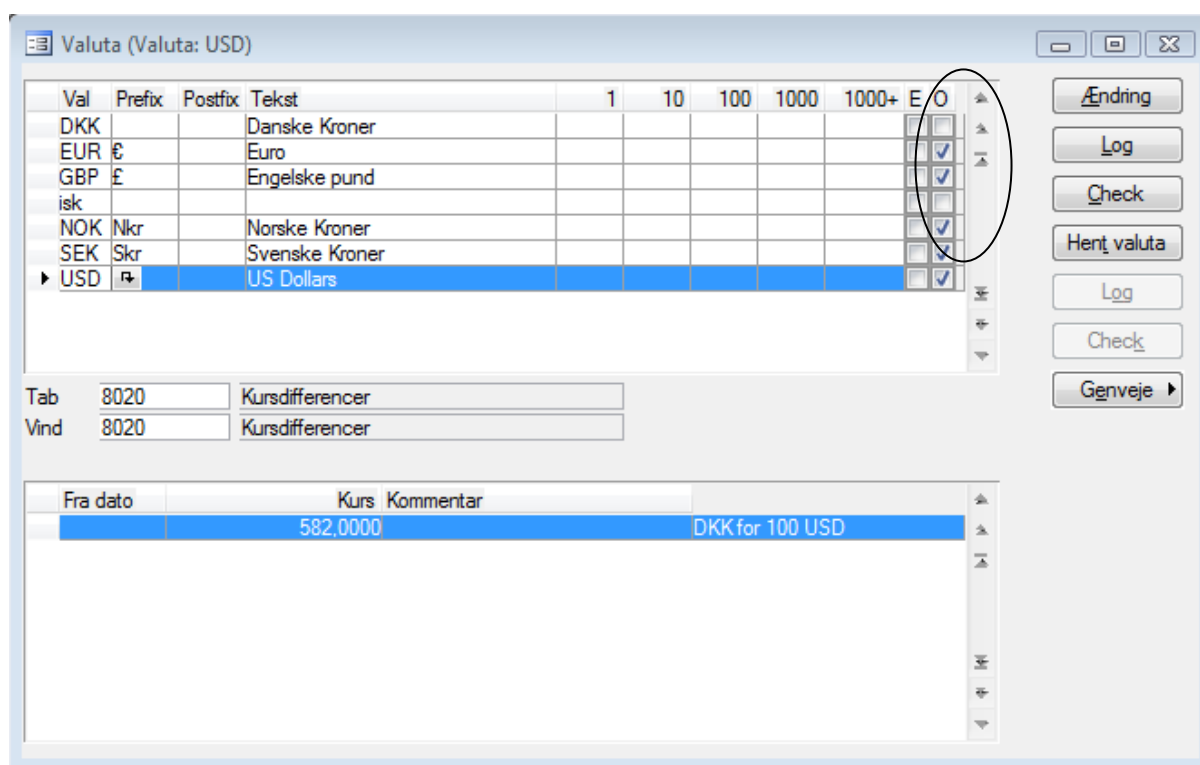 Valuta (Valuta: USD)
Val Prefix Postfix Tekst 1 10 100 1000 1000+ E O
DKK Danske Kroner
EUR € Euro
GBP £ Engelske pund
isk
NOK Nkr Norske Kroner
SEK Skr Svenske Kroner
USD US Dollars
Ændring
Log
Check
Hent valuta
Log
Check
Genveje
Tab 8020 Kursdifferencer
Vind 8020 Kursdifferencer
Fra dato Kurs Kommentar
582,0000 DKK for 100 USD